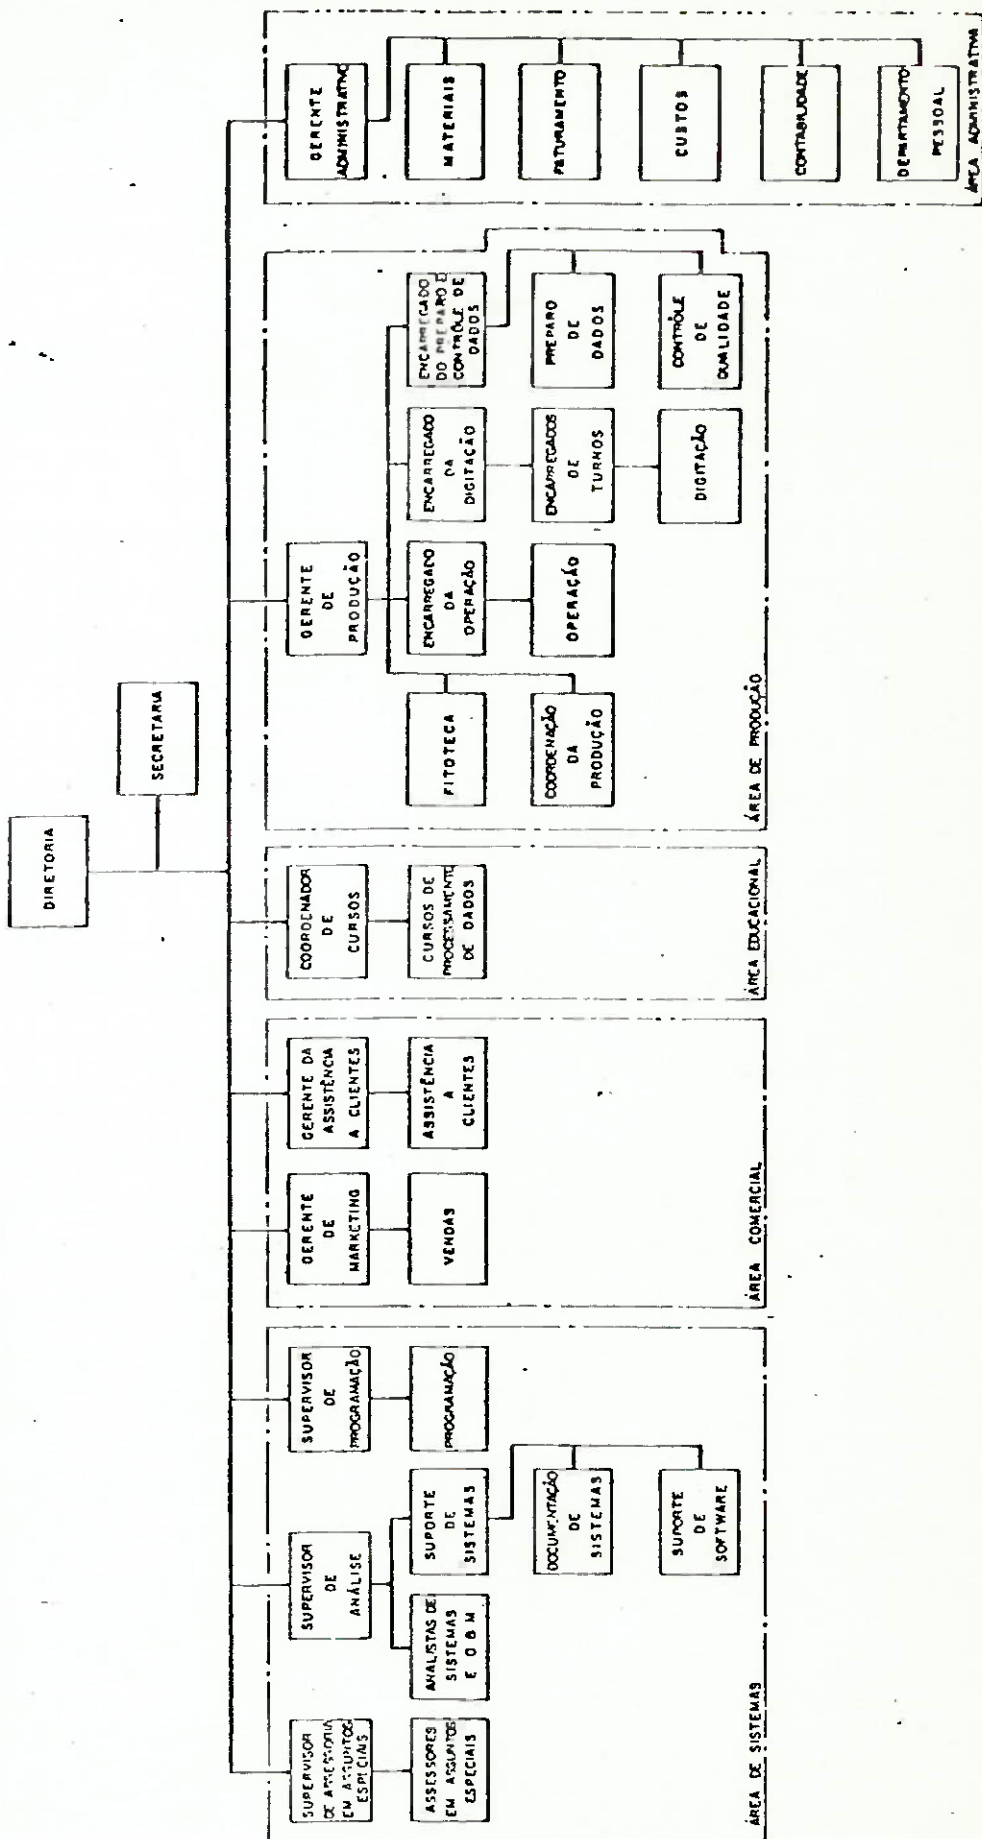 DIRETORIA
SECRETARIA
SUPERVISOR
DE ASSESSORIA
EM ASSUNTOS
ESPECIAIS
ASSESSORES
EM ASSUNTOS
ESPECIAIS
SUPERVISOR
DE
ANÁLISE
ANALISTAS DE
SISTEMAS
E O & M
SUPORTE
DE
SISTEMAS
DOCUMENTAÇÃO
DE
SISTEMAS
SUPORTE
DE
SOFTWARE
SUPERVISOR
DE
PROGRAMAÇÃO
PROGRAMAÇÃO
ÁREA DE SISTEMAS
GERENTE
DE
MARKETING
VENDAS
GERENTE DA
ASSISTÊNCIA
A CLIENTES
ASSISTÊNCIA
A
CLIENTES
ÁREA COMERCIAL
COORDENADOR
DE
CURSOS
CURSOS DE
PROCESSAMENTO
DE DADOS
ÁREA EDUCACIONAL
GERENTE
DE
PRODUÇÃO
FITOTECA
COORDENAÇÃO
DA
PRODUÇÃO
ENCARREGADO
DA
OPERAÇÃO
OPERAÇÃO
ENCARREGADO
DA
DIGITAÇÃO
ENCARREGADOS
DE
TURNOS
DIGITAÇÃO
ENCARREGADO
DO PREPARO E
CONTRÔLE DE
DADOS
PREPARO
DE
DADOS
CONTRÔLE
DE
QUALIDADE
ÁREA DE PRODUÇÃO
GERENTE
ADMINISTRATIVO
MATERIAIS
FATURAMENTO
CUSTOS
CONTABILIDADE
DEPARTAMENTO
PESSOAL
ÁREA ADMINISTRATIVA